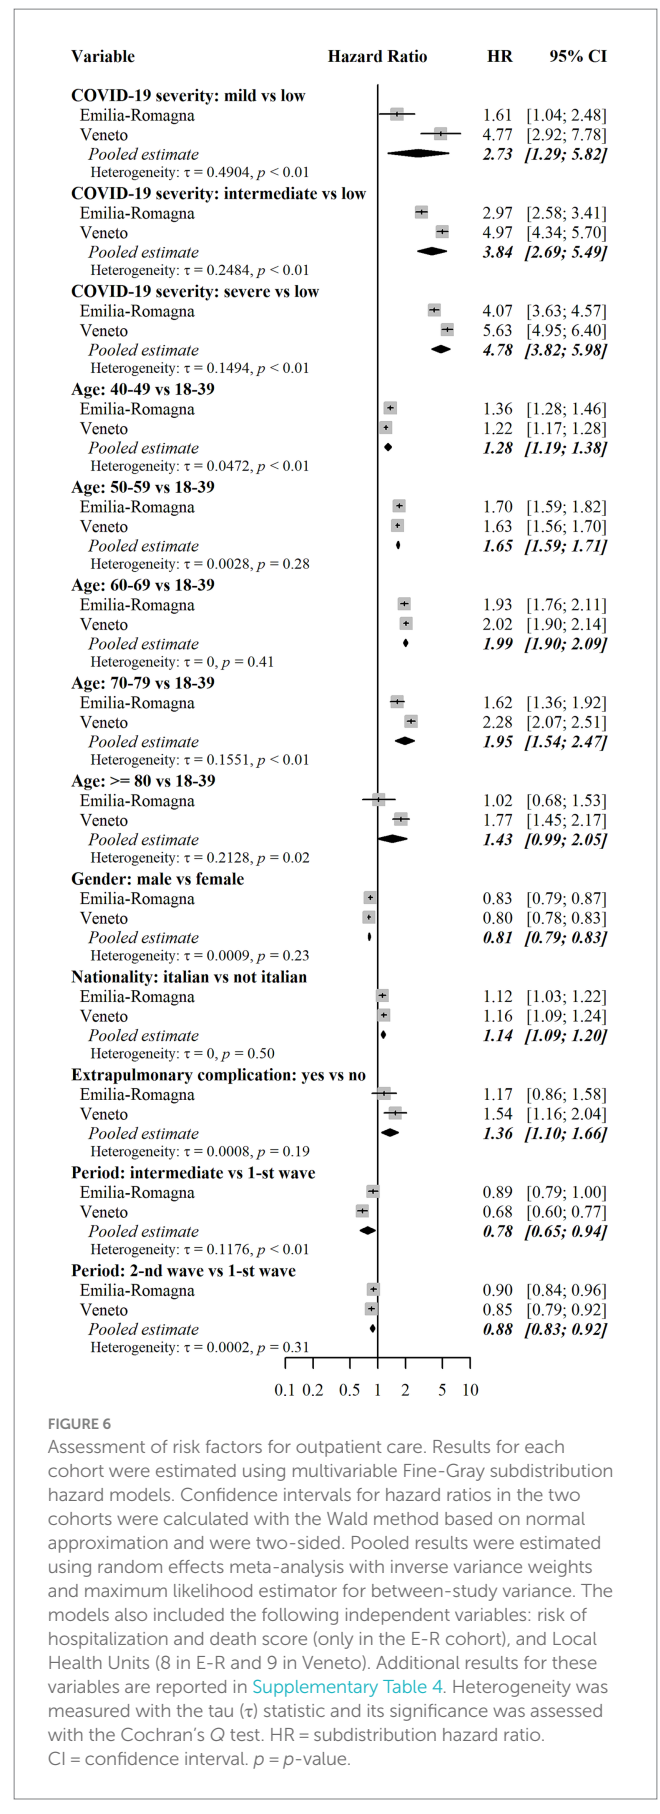 Variable Hazard Ratio HR 95% CI
COVID-19 severity: mild vs low
Emilia-Romagna 1.61 [1.04; 2.48]
Veneto 4.77 [2.92; 7.78]
Pooled estimate 2.73 [1.29; 5.82]
Heterogeneity: τ = 0.4904, p < 0.01
COVID-19 severity: intermediate vs low
Emilia-Romagna 2.97 [2.58; 3.41]
Veneto 4.97 [4.34; 5.70]
Pooled estimate 3.84 [2.69; 5.49]
Heterogeneity: τ = 0.2484, p < 0.01
COVID-19 severity: severe vs low
Emilia-Romagna 4.07 [3.63; 4.57]
Veneto 5.63 [4.95; 6.40]
Pooled estimate 4.78 [3.82; 5.98]
Heterogeneity: τ = 0.1494, p < 0.01
Age: 40-49 vs 18-39
Emilia-Romagna 1.36 [1.28; 1.46]
Veneto 1.22 [1.17; 1.28]
Pooled estimate 1.28 [1.19; 1.38]
Heterogeneity: τ = 0.0472, p < 0.01
Age: 50-59 vs 18-39
Emilia-Romagna 1.70 [1.59; 1.82]
Veneto 1.63 [1.56; 1.70]
Pooled estimate 1.65 [1.59; 1.71]
Heterogeneity: τ = 0.0028, p = 0.28
Age: 60-69 vs 18-39
Emilia-Romagna 1.93 [1.76; 2.11]
Veneto 2.02 [1.90; 2.14]
Pooled estimate 1.99 [1.90; 2.09]
Heterogeneity: τ = 0, p = 0.41
Age: 70-79 vs 18-39
Emilia-Romagna 1.62 [1.36; 1.92]
Veneto 2.28 [2.07; 2.51]
Pooled estimate 1.95 [1.54; 2.47]
Heterogeneity: τ = 0.1551, p < 0.01
Age: >= 80 vs 18-39
Emilia-Romagna 1.02 [0.68; 1.53]
Veneto 1.77 [1.45; 2.17]
Pooled estimate 1.43 [0.99; 2.05]
Heterogeneity: τ = 0.2128, p = 0.02
Gender: male vs female
Emilia-Romagna 0.83 [0.79; 0.87]
Veneto 0.80 [0.78; 0.83]
Pooled estimate 0.81 [0.79; 0.83]
Heterogeneity: τ = 0.0009, p = 0.23
Nationality: italian vs not italian
Emilia-Romagna 1.12 [1.03; 1.22]
Veneto 1.16 [1.09; 1.24]
Pooled estimate 1.14 [1.09; 1.20]
Heterogeneity: τ = 0, p = 0.50
Extrapulmonary complication: yes vs no
Emilia-Romagna 1.17 [0.86; 1.58]
Veneto 1.54 [1.16; 2.04]
Pooled estimate 1.36 [1.10; 1.66]
Heterogeneity: τ = 0.0008, p = 0.19
Period: intermediate vs 1-st wave
Emilia-Romagna 0.89 [0.79; 1.00]
Veneto 0.68 [0.60; 0.77]
Pooled estimate 0.78 [0.65; 0.94]
Heterogeneity: τ = 0.1176, p < 0.01
Period: 2-nd wave vs 1-st wave
Emilia-Romagna 0.90 [0.84; 0.96]
Veneto 0.85 [0.79; 0.92]
Pooled estimate 0.88 [0.83; 0.92]
Heterogeneity: τ = 0.0002, p = 0.31
0.1 0.2 0.5 1 2 5 10
FIGURE 6
Assessment of risk factors for outpatient care. Results for each
cohort were estimated using multivariable Fine-Gray subdistribution
hazard models. Confidence intervals for hazard ratios in the two
cohorts were calculated with the Wald method based on normal
approximation and were two-sided. Pooled results were estimated
using random effects meta-analysis with inverse variance weights
and maximum likelihood estimator for between-study variance. The
models also included the following independent variables: risk of
hospitalization and death score (only in the E-R cohort), and Local
Health Units (8 in E-R and 9 in Veneto). Additional results for these
variables are reported in Supplementary Table 4. Heterogeneity was
measured with the tau (τ) statistic and its significance was assessed
with the Cochran's Q test. HR = subdistribution hazard ratio.
CI = confidence interval. p = p-value.